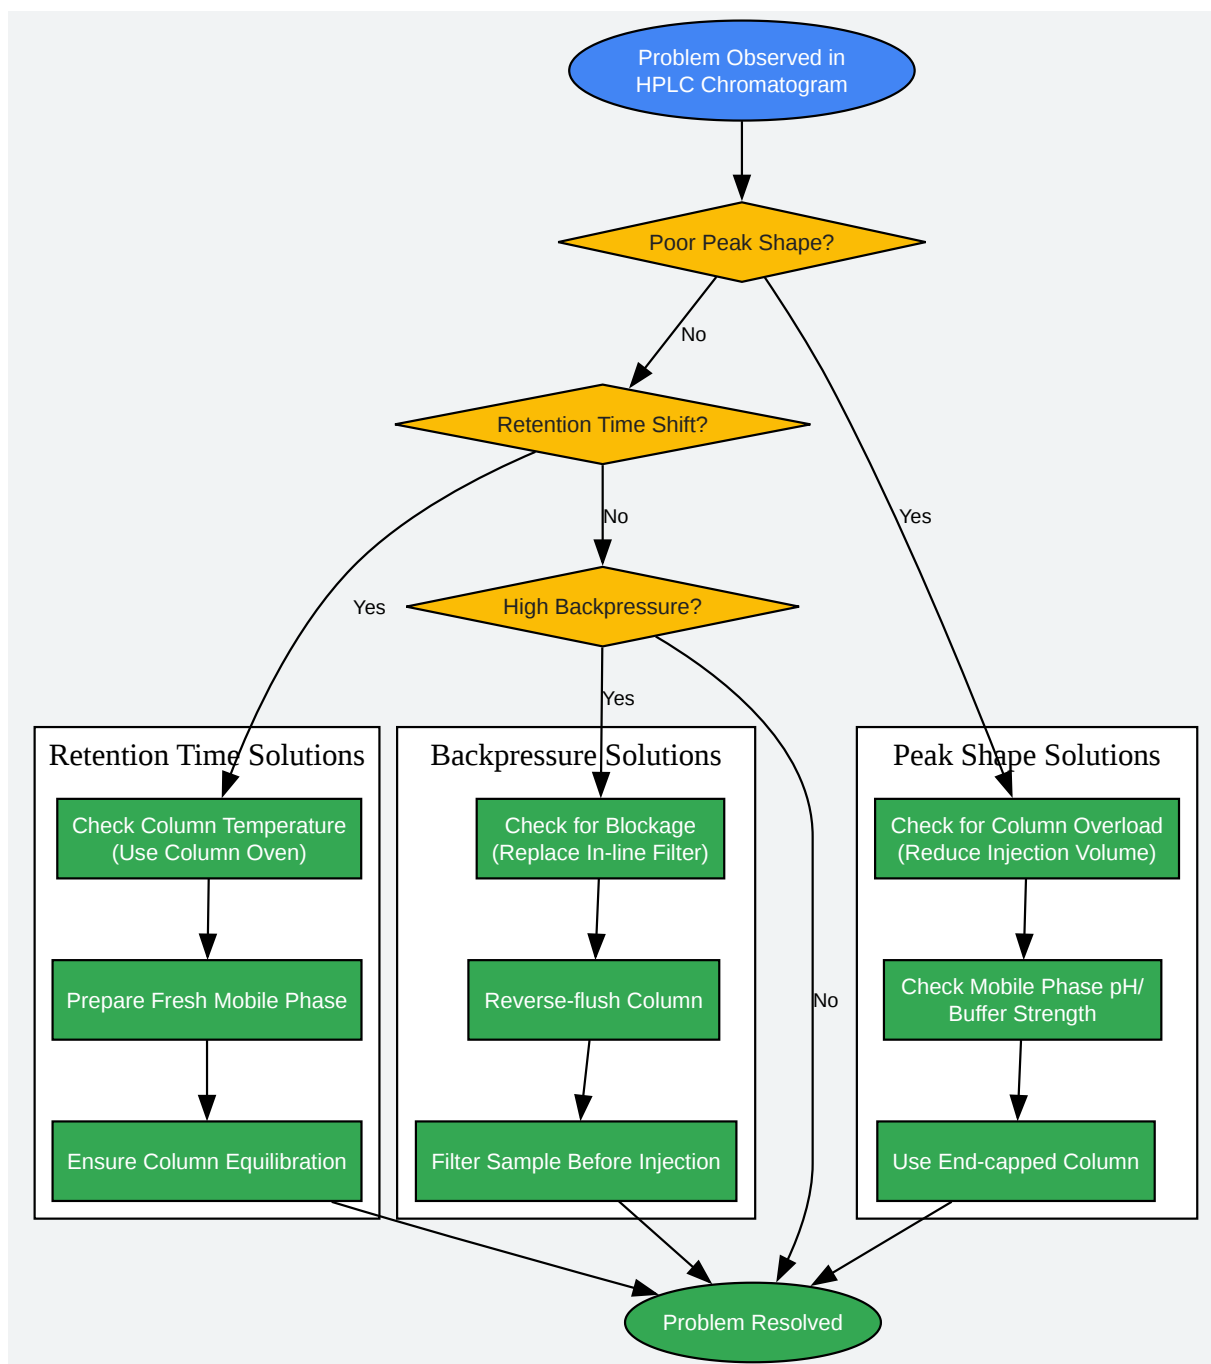 Problem Observed in
HPLC Chromatogram
Poor Peak Shape?
No
Retention Time Shift?
No
Yes
High Backpressure?
Yes
Yes
Retention Time Solutions
Backpressure Solutions
Peak Shape Solutions
Check Column Temperature
(Use Column Oven)
Check for Blockage
(Replace In-line Filter)
Check for Column Overload
(Reduce Injection Volume)
Prepare Fresh Mobile Phase
Reverse-flush Column
No
Check Mobile Phase pH/
Buffer Strength
Ensure Column Equilibration
Filter Sample Before Injection
Use End-capped Column
Problem Resolved